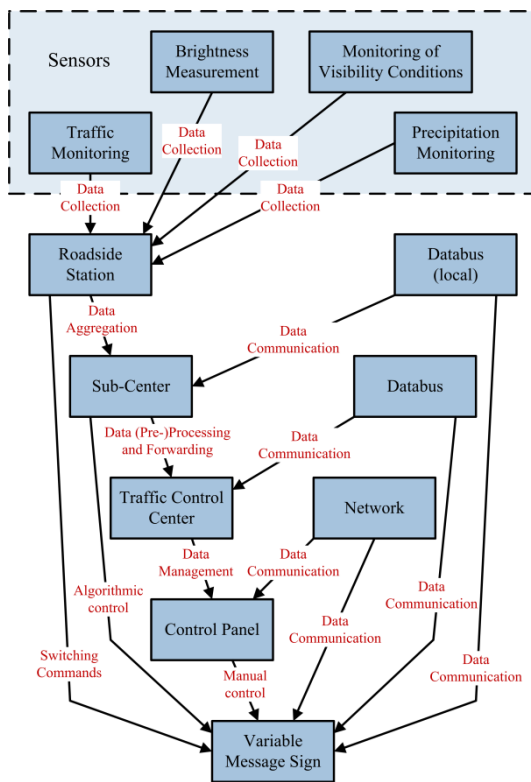 Sensors
Brightness
Measurement
Monitoring of
Visibility Conditions
Traffic
Monitoring
Precipitation
Monitoring
Data
Collection
Data
Collection
Data
Collection
Data
Collection
Roadside
Station
Databus
(local)
Data
Aggregation
Data
Communication
Sub-Center
Databus
Data (Pre-)Processing
and Forwarding
Data
Communication
Traffic Control
Center
Network
Data
Management
Data
Communication
Algorithmic
control
Data
Communication
Control Panel
Data
Communication
Switching
Commands
Manual
control
Data
Communication
Variable
Message Sign